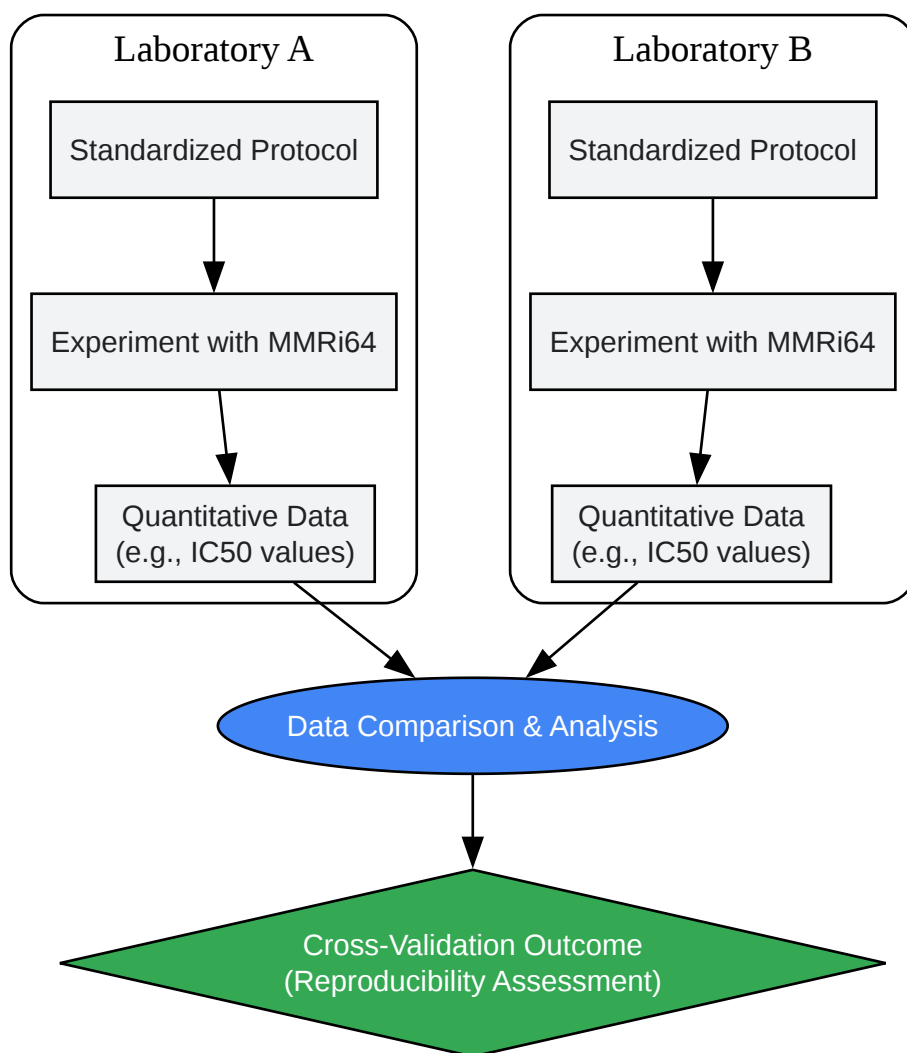 Laboratory A
Standardized Protocol
Experiment with MMRi64
Quantitative Data
(e.g., IC50 values)
Laboratory B
Standardized Protocol
Experiment with MMRi64
Quantitative Data
(e.g., IC50 values)
Data Comparison & Analysis
Cross-Validation Outcome
(Reproducibility Assessment)